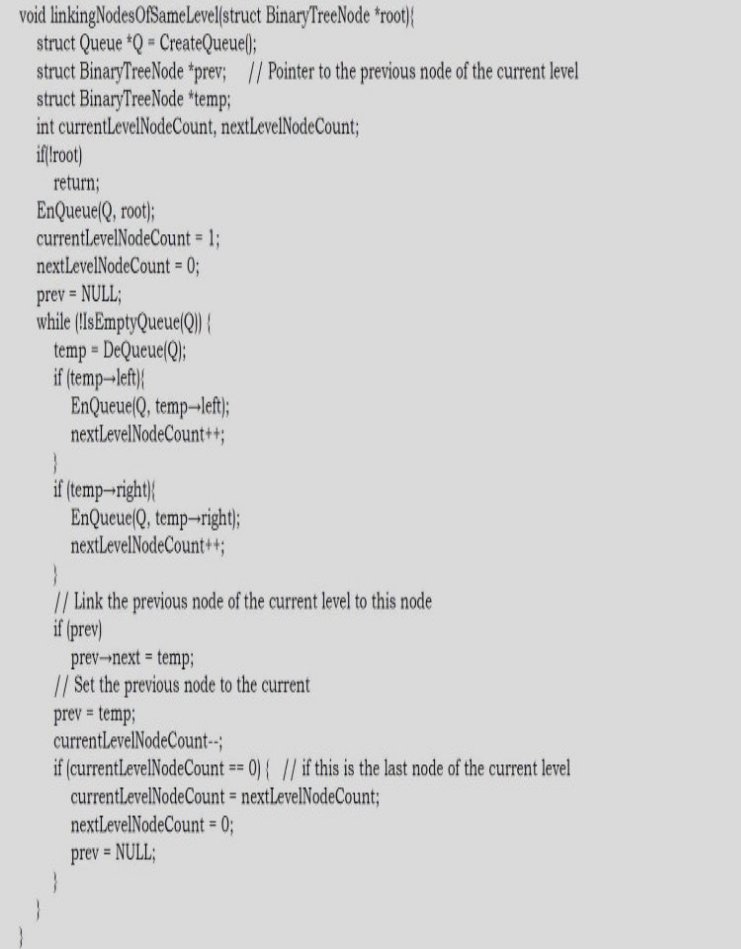 void linkingNodesOfSameLevel(struct BinaryTreeNode *root){
struct Queue *Q = CreateQueue();
struct BinaryTreeNode *prev; // Pointer to the previous node of the current level
struct BinaryTreeNode *temp;
int currentLevelNodeCount, nextLevelNodeCount;
if(!root)
return;
EnQueue(Q, root);
currentLevelNodeCount = 1;
nextLevelNodeCount = 0;
prev = NULL;
while (!IsEmptyQueue(Q)) {
temp = DeQueue(Q);
if (temp→left){
EnQueue(Q, temp→left);
nextLevelNodeCount++;
}
if (temp→right){
EnQueue(Q, temp→right);
nextLevelNodeCount++;
}
// Link the previous node of the current level to this node
if (prev)
prev→next = temp;
// Set the previous node to the current
prev = temp;
currentLevelNodeCount--;
if (currentLevelNodeCount == 0) { // if this is the last node of the current level
currentLevelNodeCount = nextLevelNodeCount;
nextLevelNodeCount = 0;
prev = NULL;
}
}
}